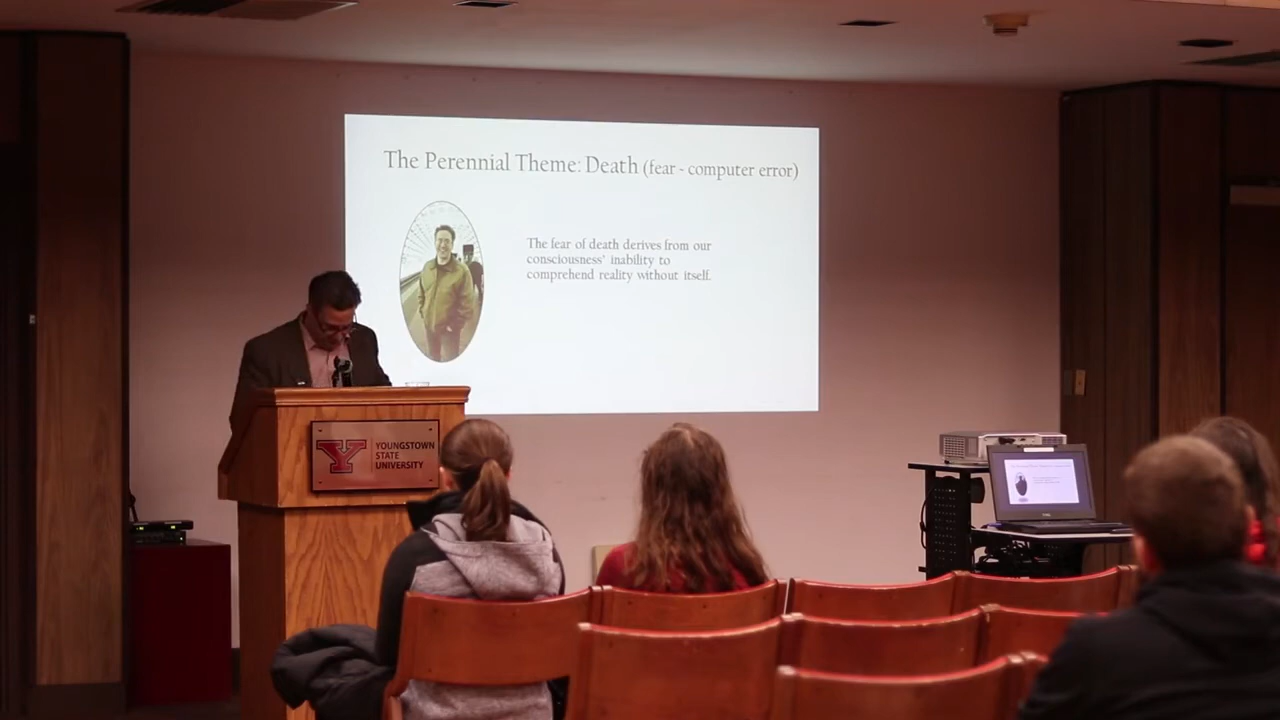 The Perennial Theme: Death (fear - computer error)
The fear of death derives from our
consciousness' inability to
comprehend reality without itself.
Y
YOUNGSTOWN
STATE
UNIVERSITY